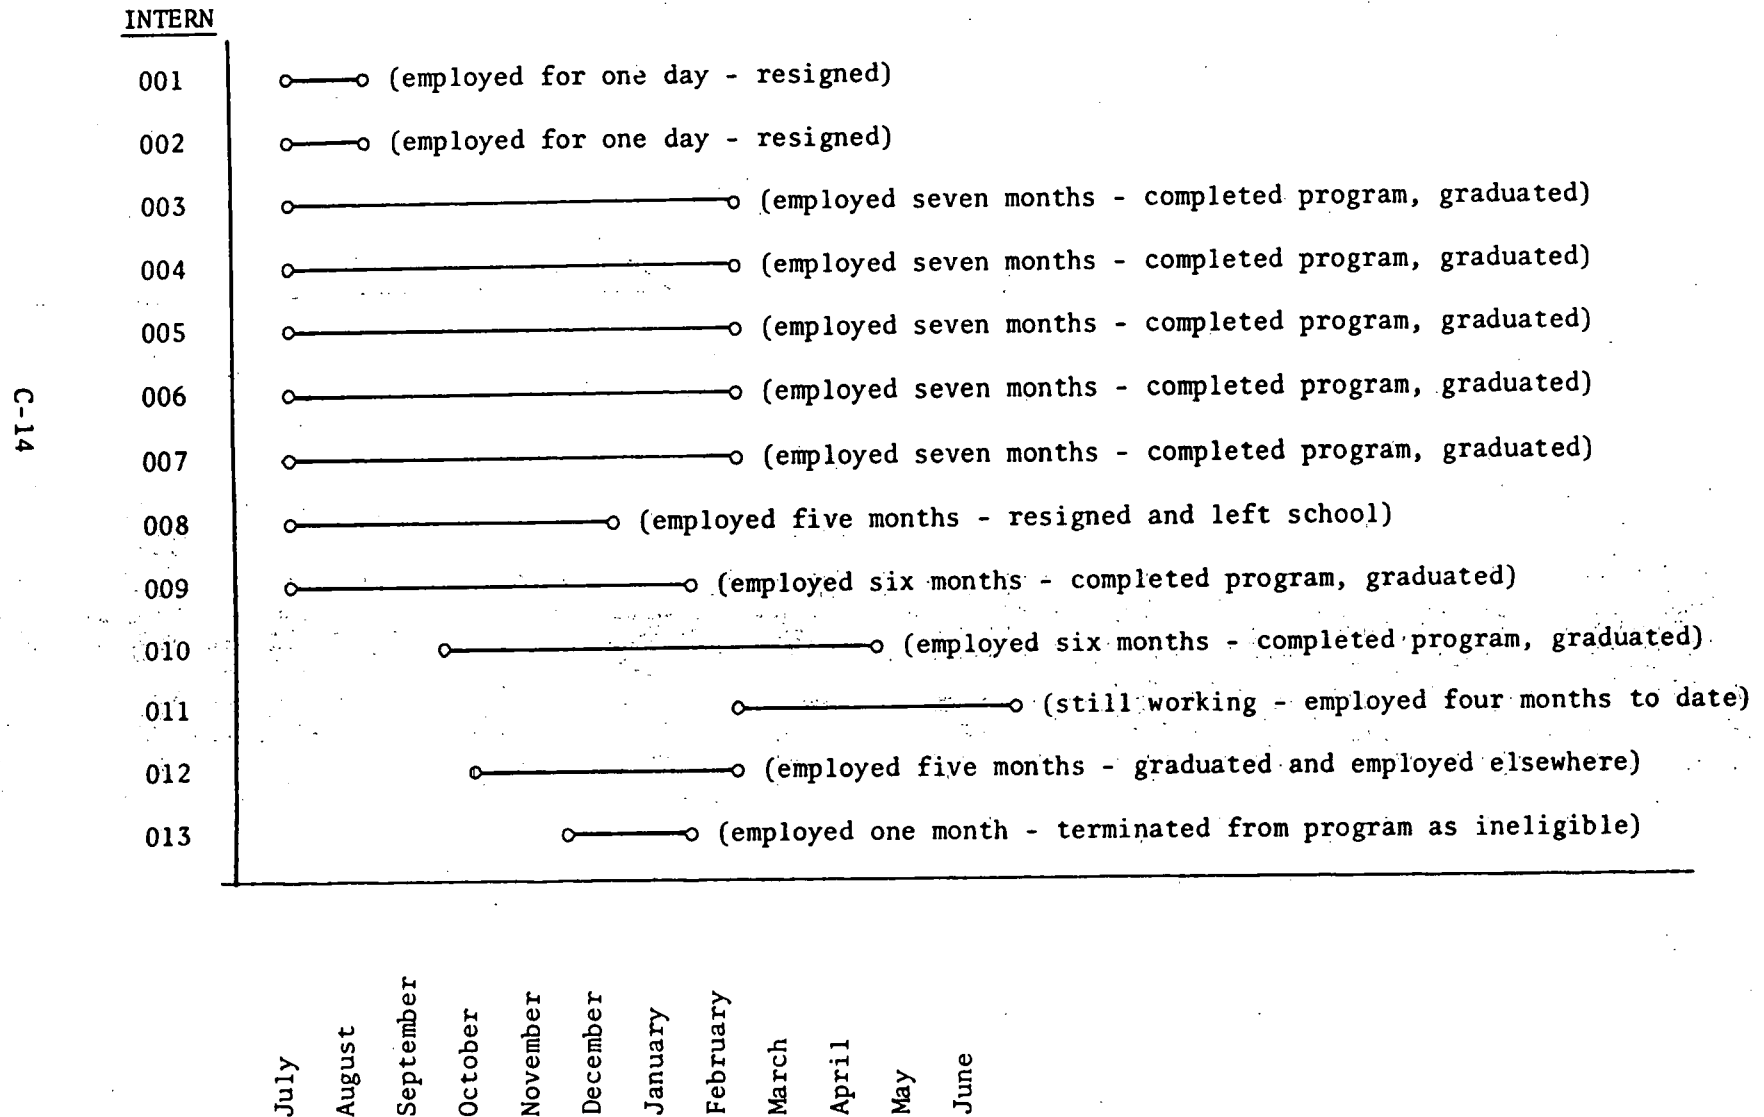 INTERN
001 (employed for one day - resigned)
002 (employed for one day - resigned)
003 (employed seven months - completed program, graduated)
004 (employed seven months - completed program, graduated)
005 (employed seven months - completed program, graduated)
006 (employed seven months - completed program, graduated)
007 (employed seven months - completed program, graduated)
008 (employed five months - resigned and left school)
009 (employed six months - completed program, graduated)
010 (employed six months - completed program, graduated)
011 (still working - employed four months to date)
012 (employed five months - graduated and employed elsewhere)
013 (employed one month - terminated from program as ineligible)
July
August
September
October
November
December
January
February
March
April
May
June
C-14